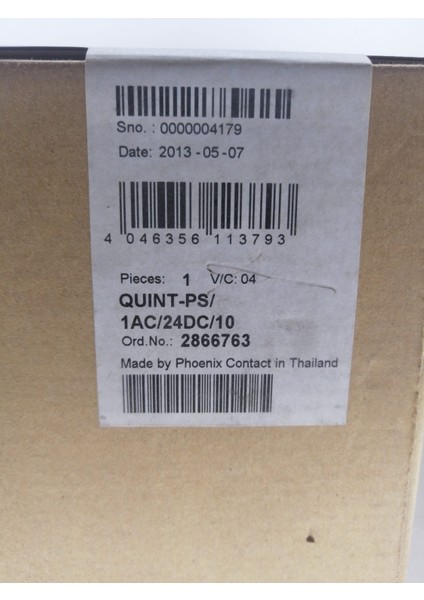 Sno. : 0000004179
Date: 2013 - 05 - 07
4 046356 113793
Pieces: 1 V/C: 04
QUINT-PS/
1AC/24DC/10
Ord.No.: 2866763
Made by Phoenix Contact in Thailand